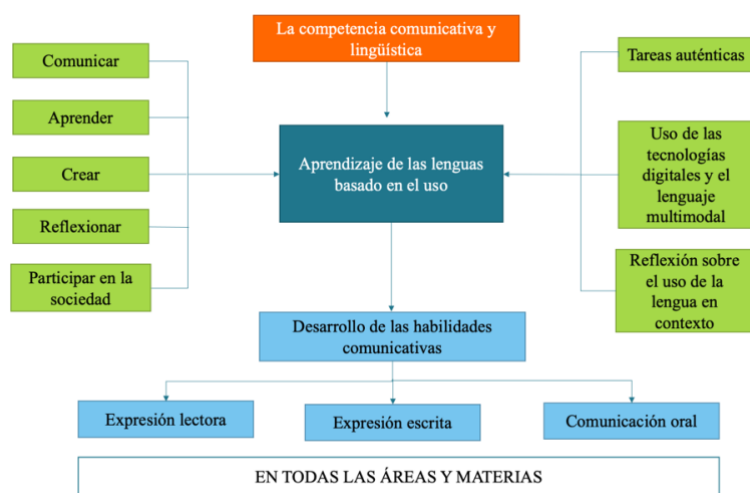 La competencia comunicativa y
lingüística
Comunicar
Aprender
Crear
Reflexionar
Participar en la
sociedad
Aprendizaje de las lenguas
basado en el uso
Tareas auténticas
Uso de las
tecnologías
digitales y el
lenguaje
multimodal
Reflexión sobre
el uso de la
lengua en
contexto
Desarrollo de las habilidades
comunicativas
Expresión lectora
Expresión escrita
Comunicación oral
EN TODAS LAS ÁREAS Y MATERIAS